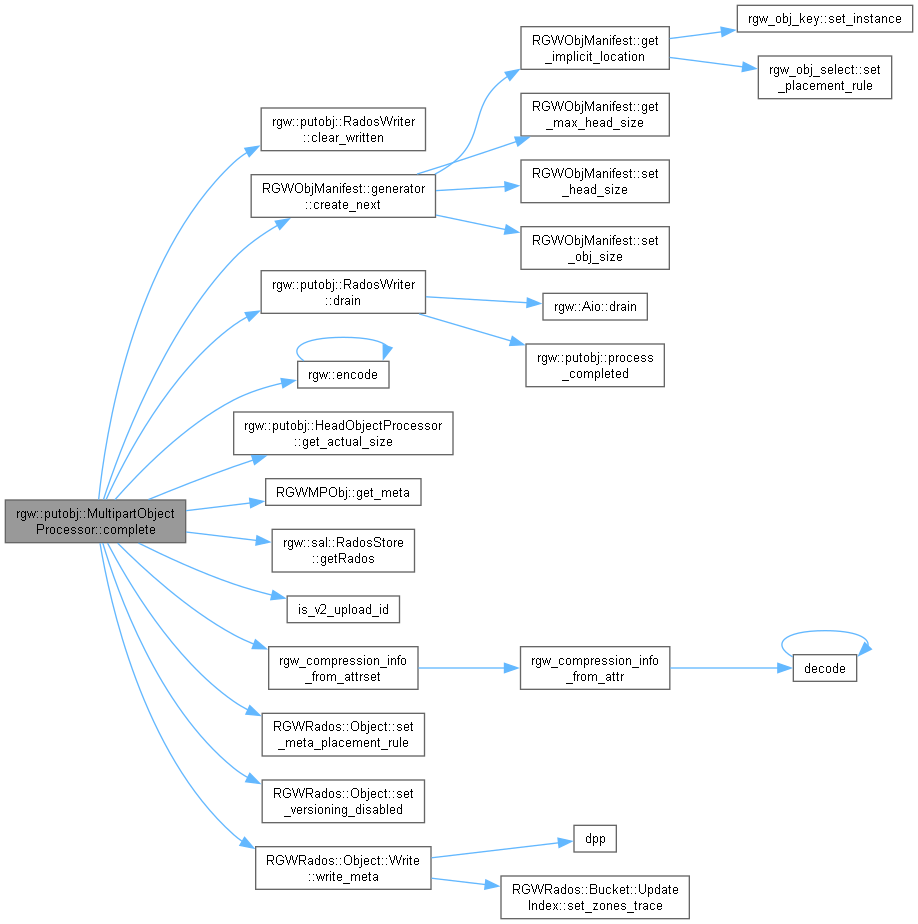 rgw_obj_key::set_instance
RGWObjManifest::get
_implicit_location
rgw_obj_select::set
_placement_rule
rgw::putobj::RadosWriter
::clear_written
RGWObjManifest::get
_max_head_size
RGWObjManifest::generator
::create_next
RGWObjManifest::set
_head_size
RGWObjManifest::set
_obj_size
rgw::putobj::RadosWriter
::drain
rgw::Aio::drain
rgw::putobj::process
_completed
rgw::encode
rgw::putobj::HeadObjectProcessor
::get_actual_size
RGWMPObj::get_meta
rgw::putobj::MultipartObject
Processor::complete
rgw::sal::RadosStore
::getRados
is_v2_upload_id
rgw_compression_info
_from_attrset
rgw_compression_info
_from_attr
decode
RGWRados::Object::set
_meta_placement_rule
RGWRados::Object::set
_versioning_disabled
RGWRados::Object::Write
::write_meta
dpp
RGWRados::Bucket::Update
Index::set_zones_trace